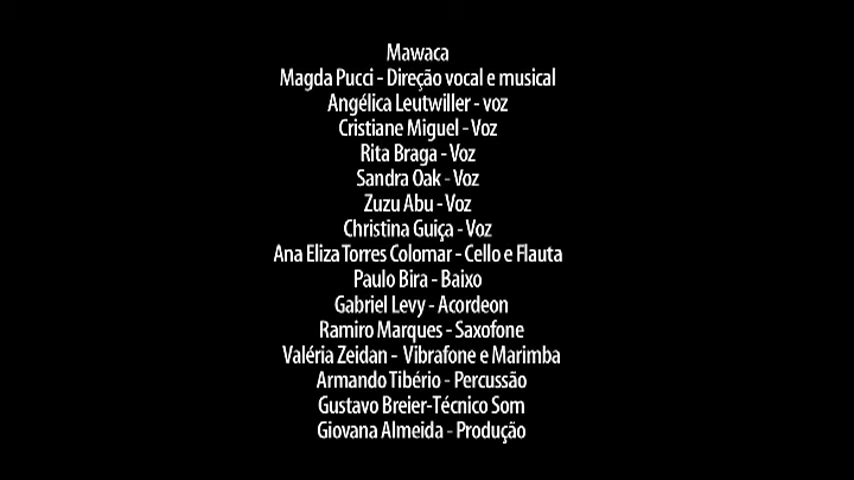 Mawaca
Magda Pucci - Direção vocal e musical
Angélica Leutwiller - voz
Cristiane Miguel - Voz
Rita Braga - Voz
Sandra Oak - Voz
Zuzu Abu - Voz
Christina Guiça - Voz
Ana Eliza Torres Colomar - Cello e Flauta
Paulo Bira - Baixo
Gabriel Levy - Acordeon
Ramiro Marques - Saxofone
Valéria Zeidan -  Vibrafone e Marimba
Armando Tibério - Percussão
Gustavo Breier-Técnico Som
Giovana Almeida - Produção